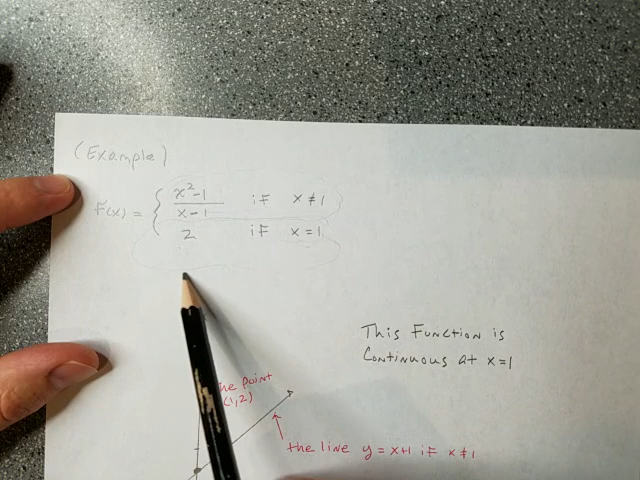 (Example)
F(x) = { x²-1 / x-1 if x≠1
2 if x=1
This Function is
Continuous at x=1
point
(1,2)
the line y = x+1 if x≠1